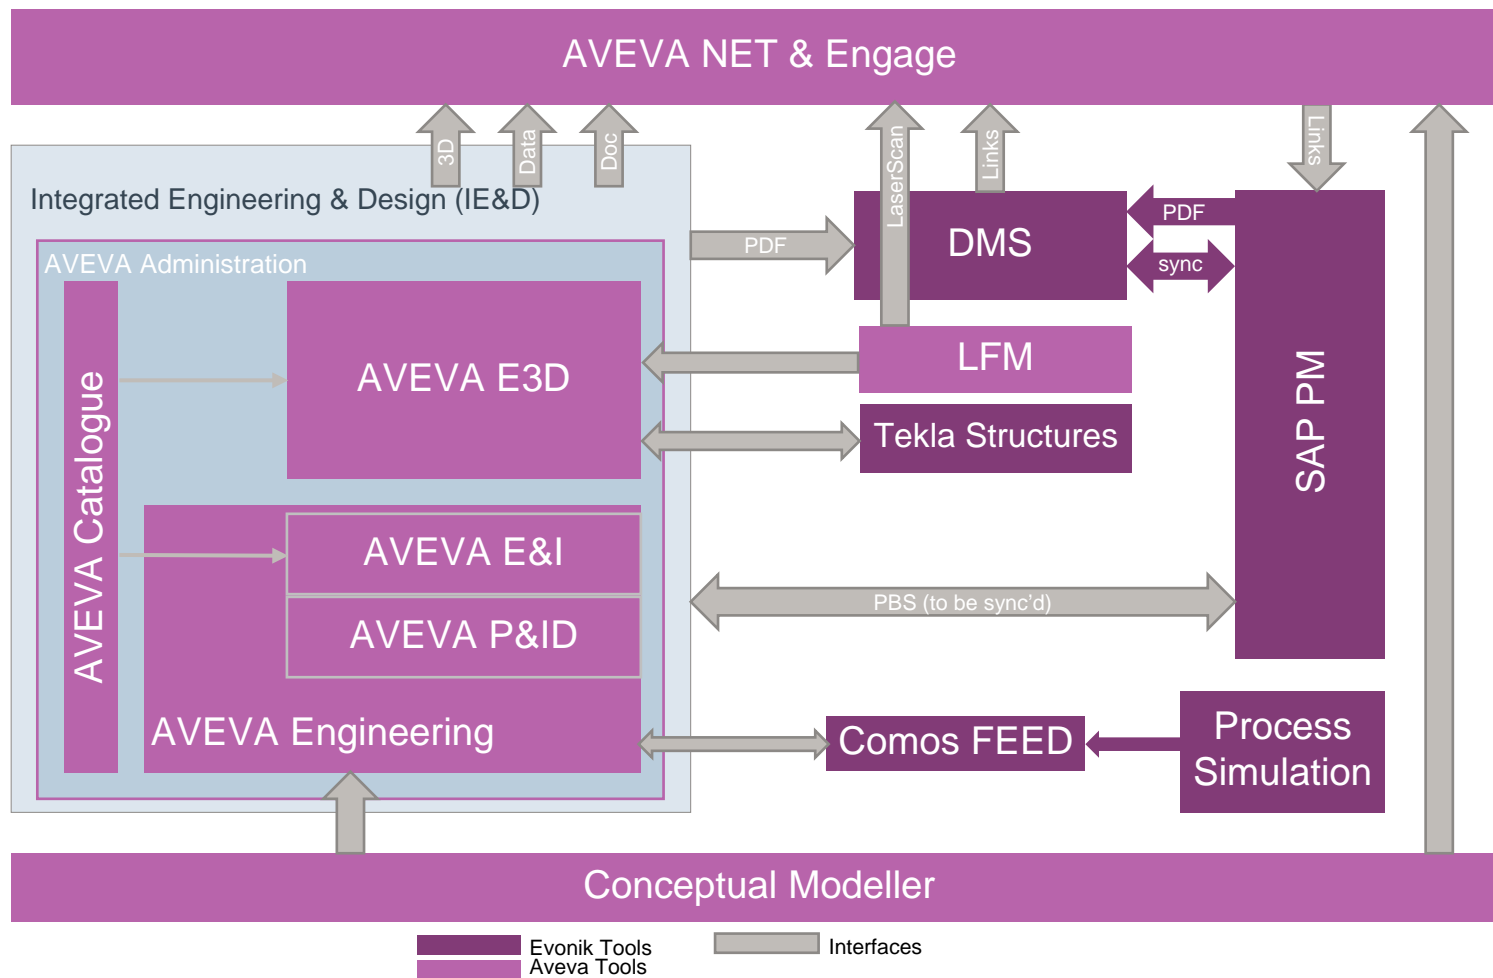 AVEVA NET & Engage
3D
Data
Doc
LaserScan
Links
Links
Integrated Engineering & Design (IE&D)
PDF
DMS
PDF
sync
AVEVA Administration
AVEVA Catalogue
AVEVA E3D
LFM
Tekla Structures
SAP PM
AVEVA E&I
AVEVA P&ID
PBS (to be sync’d)
AVEVA Engineering
Comos FEED
Process
Simulation
Conceptual Modeller
Evonik Tools
Aveva Tools
Interfaces